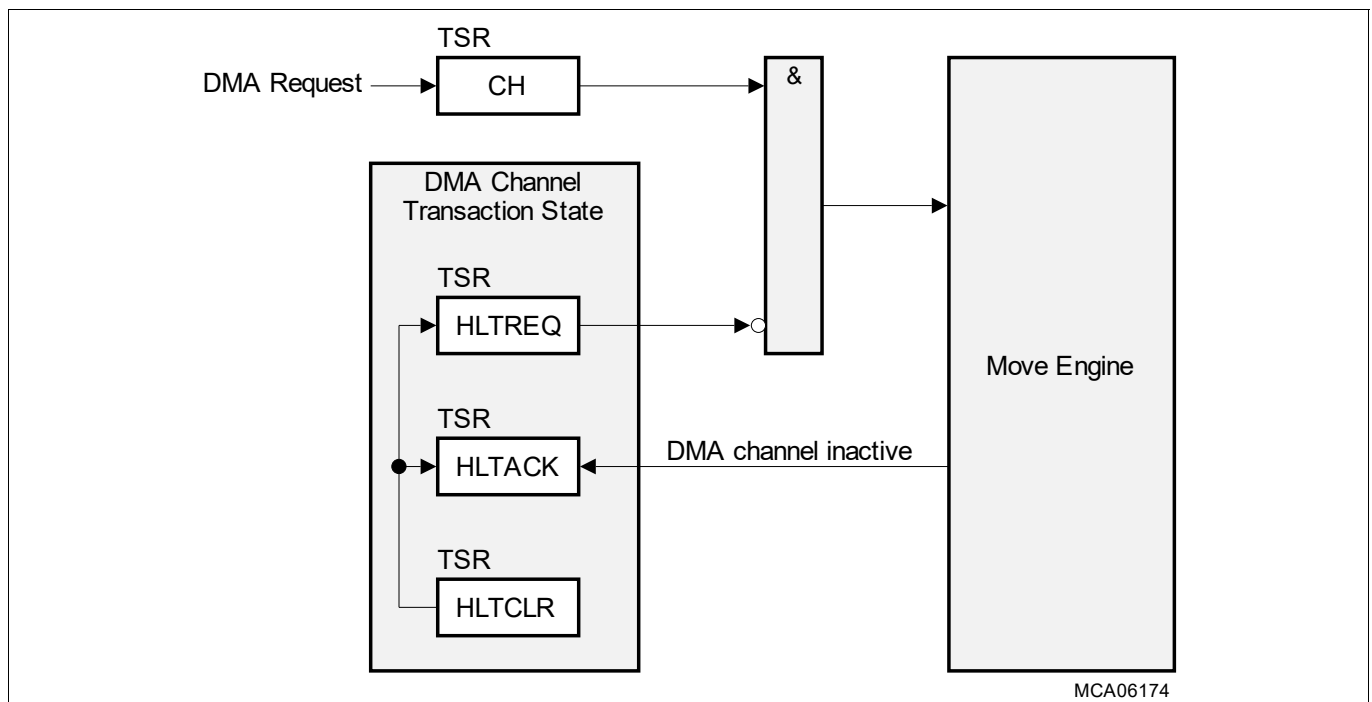 TSR
DMA Request
CH
&
DMA Channel
Transaction State
TSR
HLTREQ
Move Engine
TSR
HLTACK
DMA channel inactive
TSR
HLTCLR
MCA06174